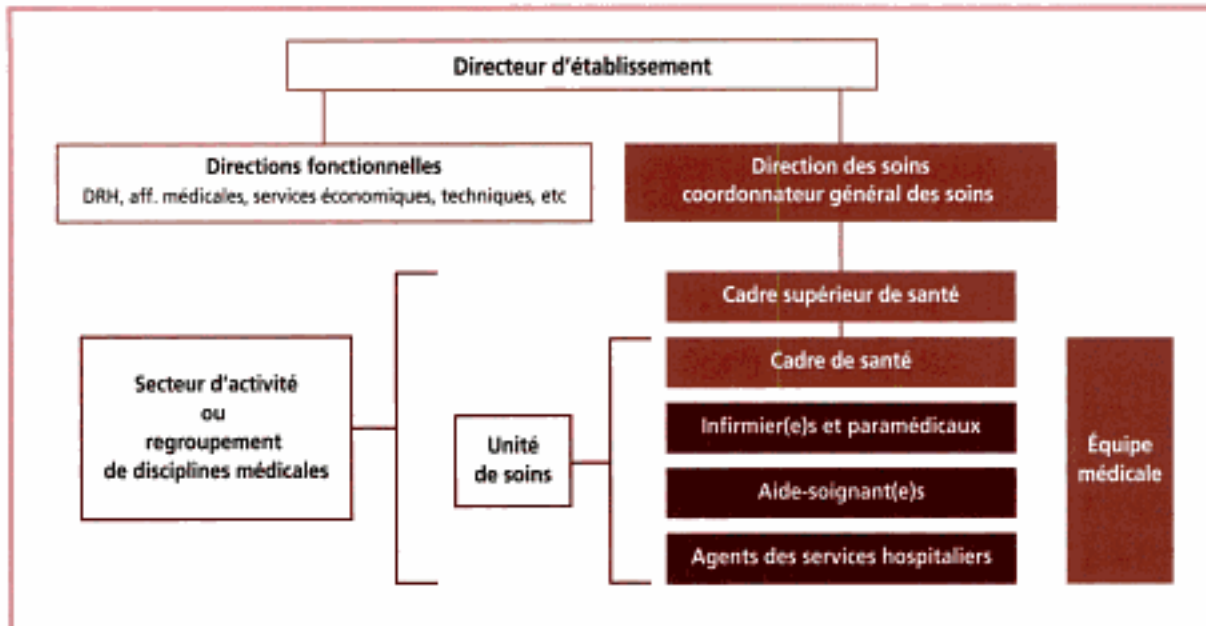 Directeur d'établissement
Directions fonctionnelles
DRH, aff. médicales, services économiques, techniques, etc
Direction des soins
coordonnateur général des soins
Cadre supérieur de santé
Secteur d'activité
ou
regroupement
de disciplines médicales
Unité
de soins
Cadre de santé
Infirmier(e)s et paramédicaux
Aide-soignant(e)s
Agents des services hospitaliers
Équipe
médicale